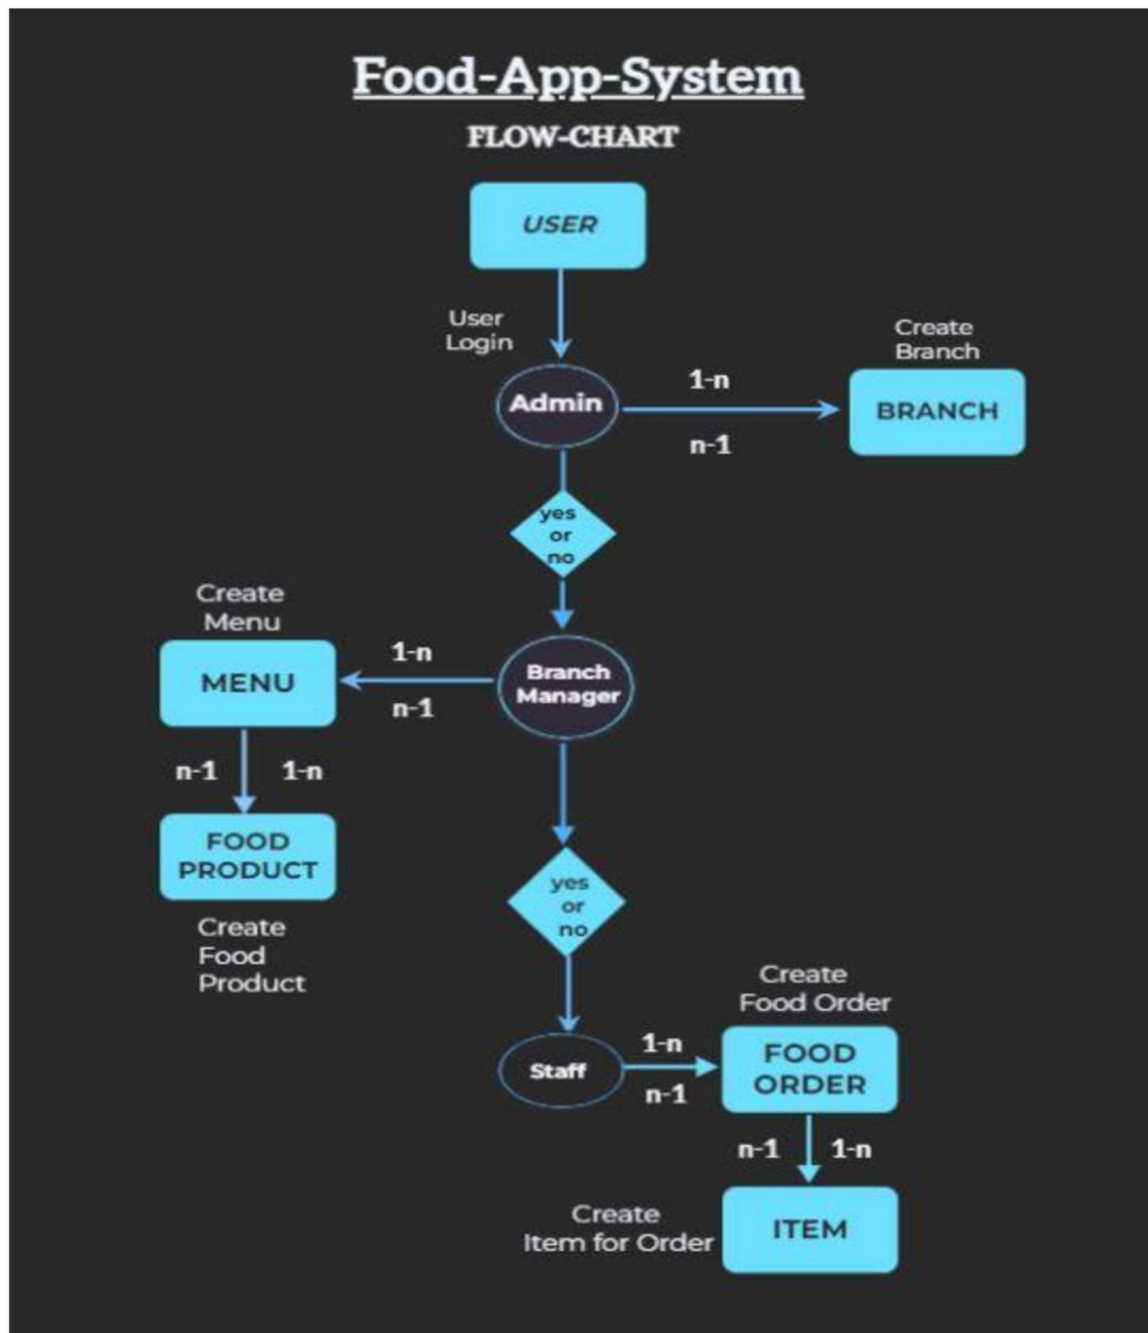 Food-App-System
FLOW-CHART
USER
User
Login
Create
Branch
Admin
1-n
n-1
BRANCH
yes
or
no
Create
Menu
MENU
1-n
n-1
Branch
Manager
n-1
1-n
FOOD
PRODUCT
Create
Food
Product
yes
or
no
Create
Food Order
Staff
1-n
n-1
FOOD
ORDER
n-1
1-n
Create
Item for Order
ITEM